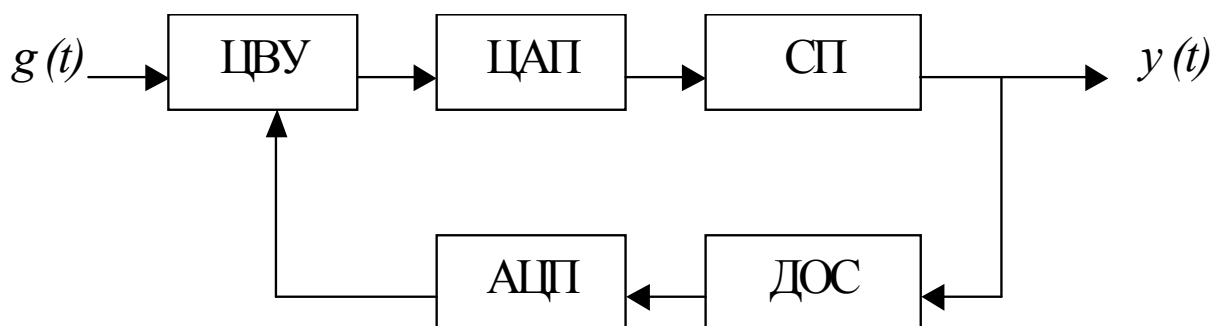 g (t)
ЦВУ
ЦАП
СП
y (t)
АЦП
ДОС